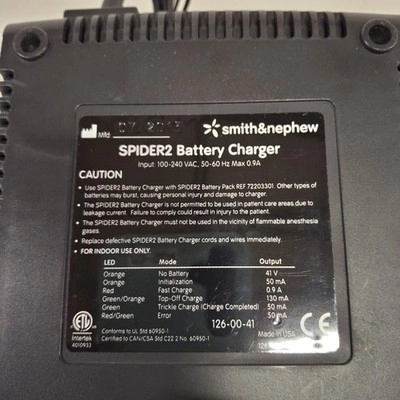 Mfd 07 2013
smith&nephew
SPIDER2 Battery Charger
Input: 100-240 VAC, 50-60 Hz Max 0.9A
CAUTION
• Use SPIDER2 Battery Charger with SPIDER2 Battery Pack REF 72203301. Other types of
batteries may burst, causing personal injury and damage to charger.
• The SPIDER2 Battery Charger is not permitted to be used in patient care areas due to
leakage current. Failure to comply could result in injury to the patient.
• The SPIDER2 Battery Charger must not be used in the vicinity of flammable anesthesia
gases.
• Replace defective SPIDER2 Battery Charger cords and wires immediately.
• FOR INDOOR USE ONLY.
LED Mode Output
Orange No Battery 41 V
Orange Initialization 50 mA
Red Fast Charge 0.9 A
Green/Orange Top-Off Charge 130 mA
Green Trickle Charge (Charge Completed) 50 mA
Red/Green Error 50 mA
126-00-41
ETL
Intertek
4010933
Conforms to UL Std 60950-1
Certified to CAN/CSA Std C22 2 No. 60950-1
Made in USA
CE